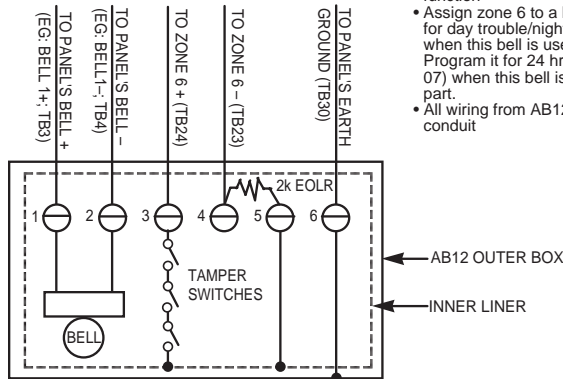 TO PANEL'S BELL +
(EG: BELL 1+; TB3)
TO PANEL'S BELL –
(EG: BELL1–; TB4)
TO ZONE 6 + (TB24)
TO ZONE 6 – (TB23)
TO PANEL'S EARTH
GROUND (TB30)
function
• Assign zone 6 to a
for day trouble/night
when this bell is use
Program it for 24 hr
07) when this bell is
part.
• All wiring from AB12
conduit
2k EOLR
1
2
3
4
5
6
TAMPER
SWITCHES
BELL
AB12 OUTER BOX
INNER LINER